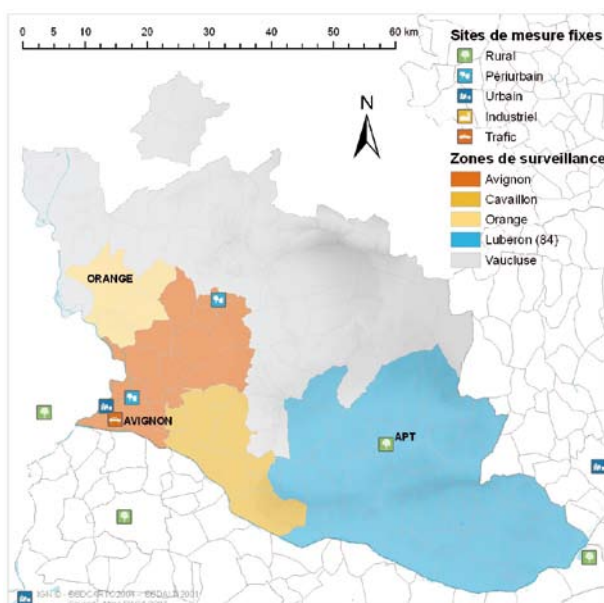 0 10 20 30 40 50 60 km
Sites de mesure fixes
Rural
Périurbain
Urbain
Industriel
Trafic
Zones de surveillance
Avignon
Cavaillon
Orange
Luberon (84)
Vaucluse
N
ORANGE
AVIGNON
APT